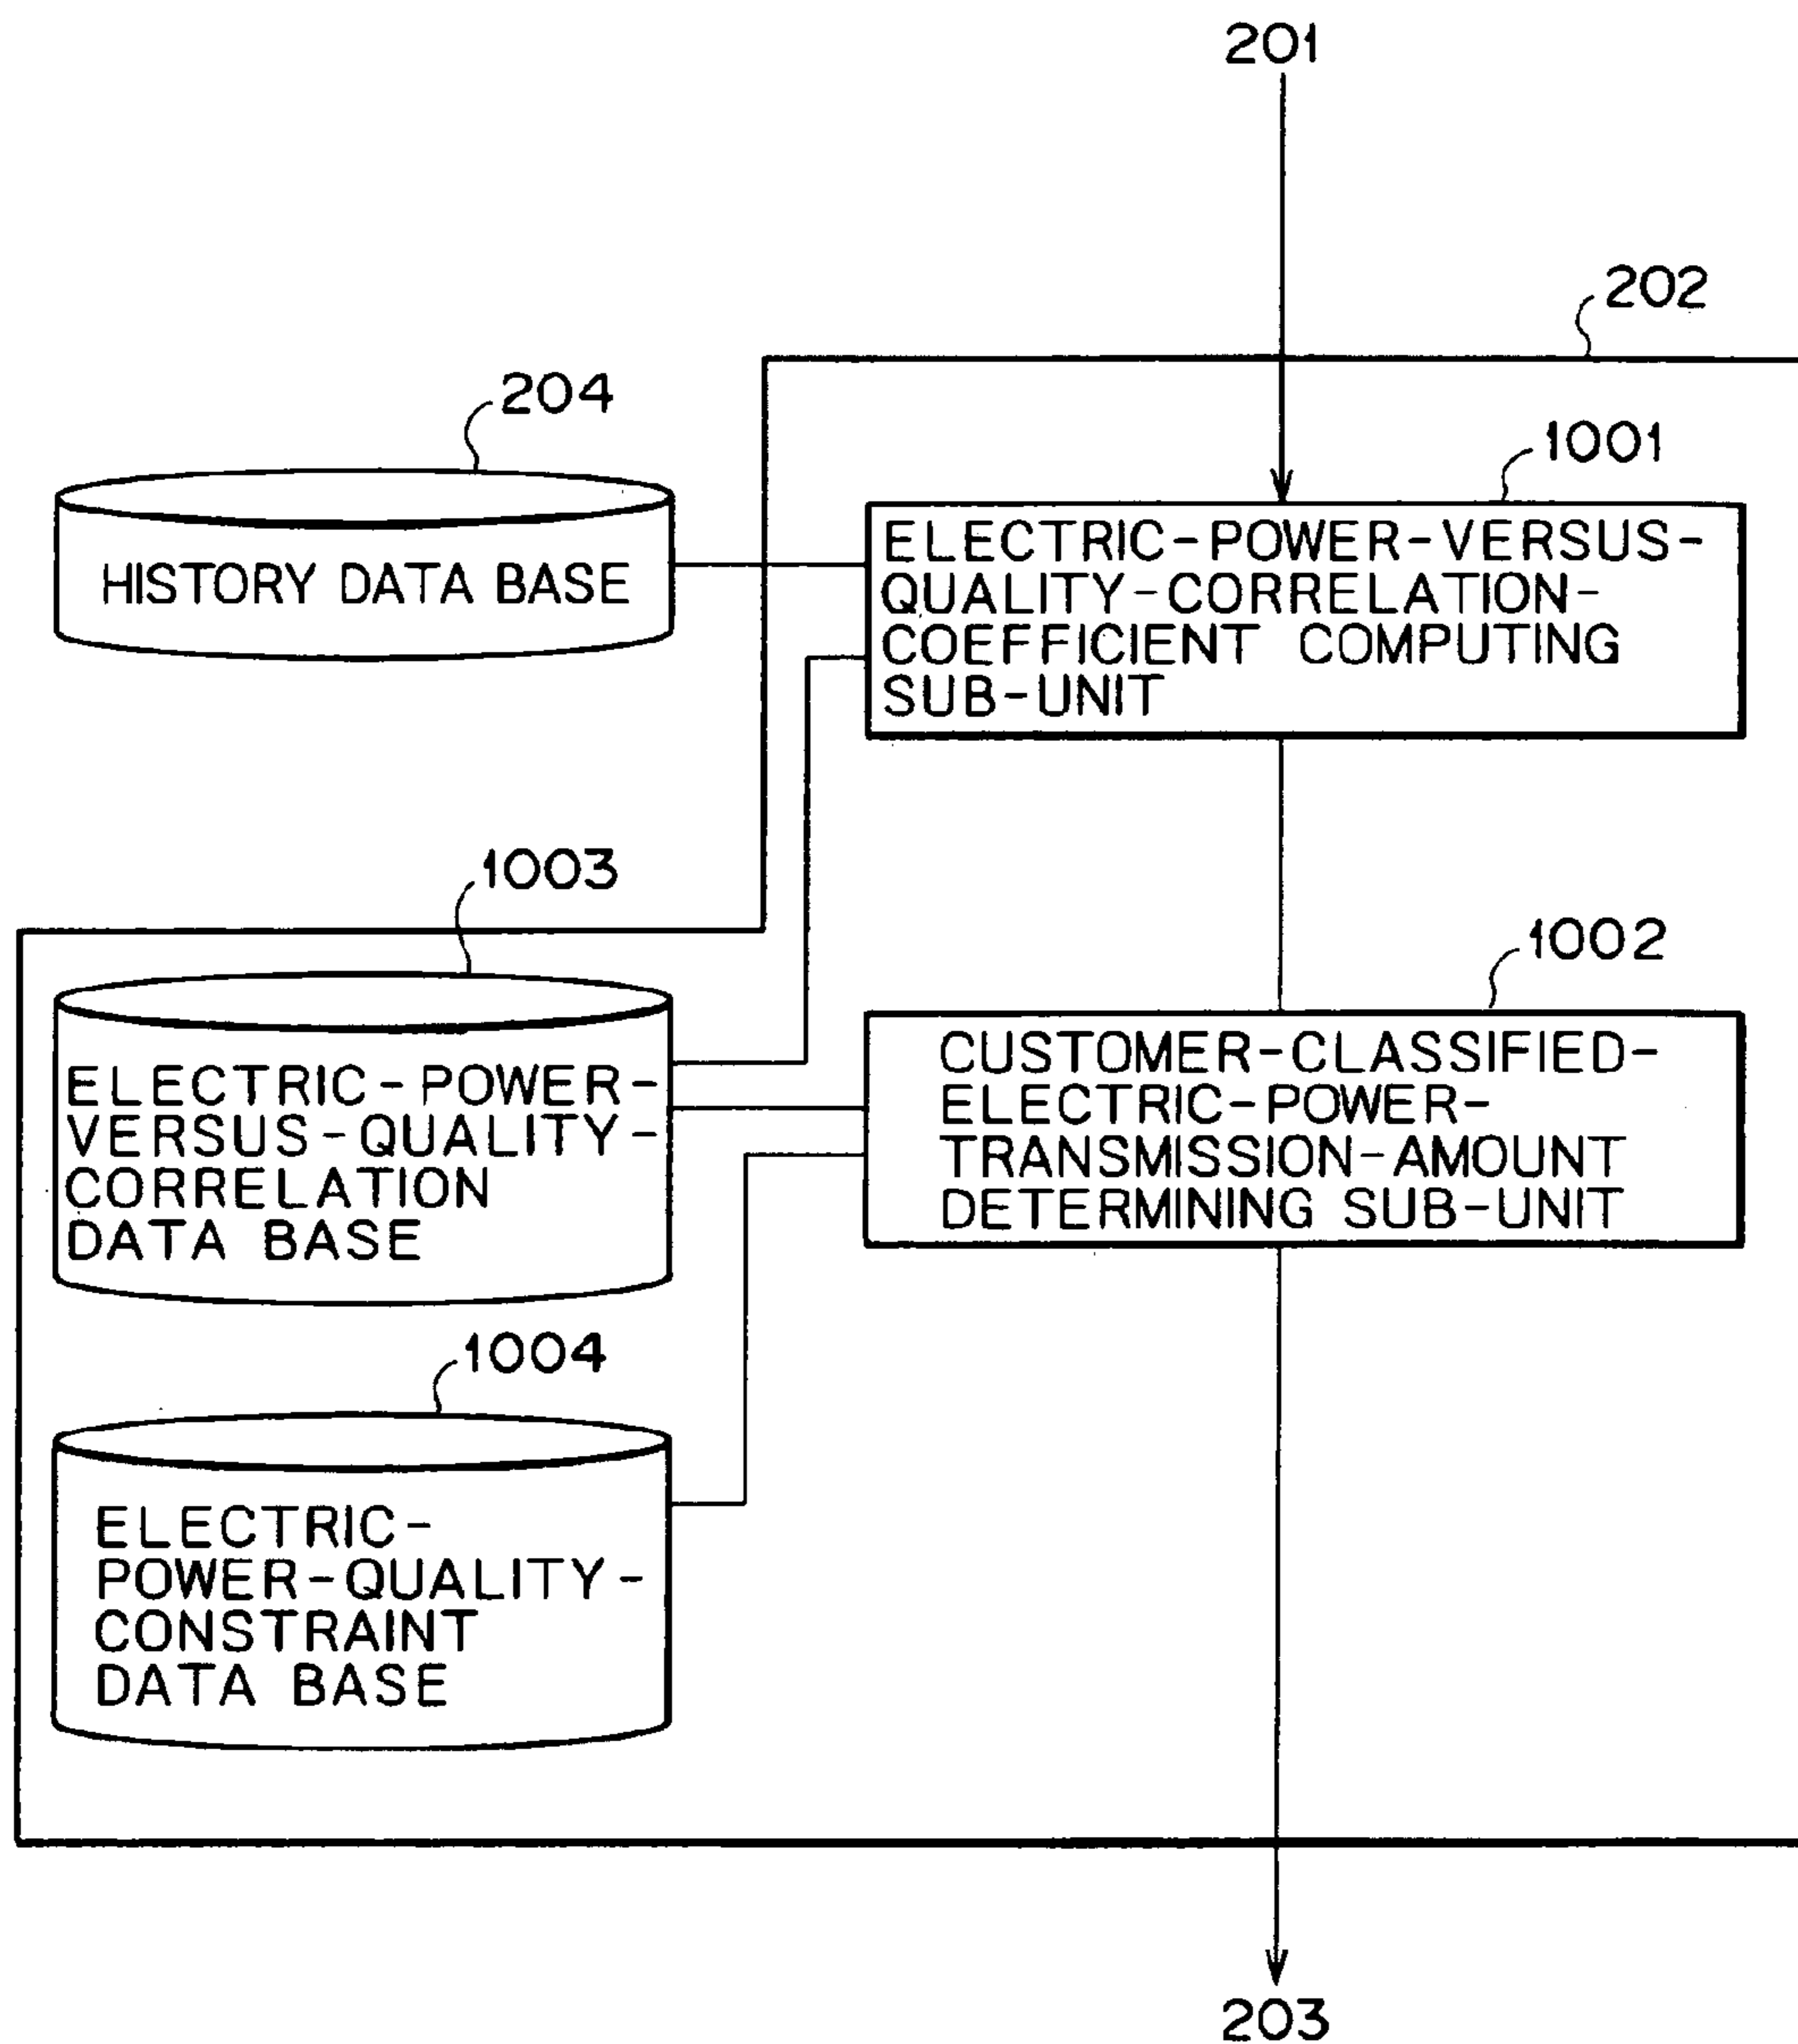 201
202
204
1001
HISTORY DATA BASE
ELECTRIC-POWER-VERSUS-
QUALITY-CORRELATION-
COEFFICIENT COMPUTING
SUB-UNIT
1003
1002
ELECTRIC-POWER-
VERSUS-QUALITY-
CORRELATION
DATA BASE
CUSTOMER-CLASSIFIED-
ELECTRIC-POWER-
TRANSMISSION-AMOUNT
DETERMINING SUB-UNIT
1004
ELECTRIC-
POWER-QUALITY-
CONSTRAINT
DATA BASE
203